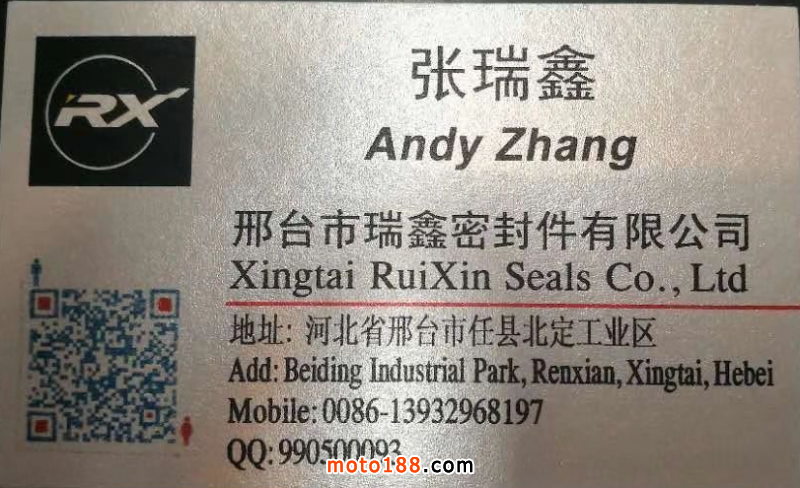 RX
张瑞鑫
Andy Zhang
邢台市瑞鑫密封件有限公司
Xingtai RuiXin Seals Co., Ltd
地址: 河北省邢台市任县北定工业区
Add: Beiding Industrial Park, Renxian, Xingtai, Hebei
Mobile: 0086-13932968197
QQ: 990500093
moto188.com